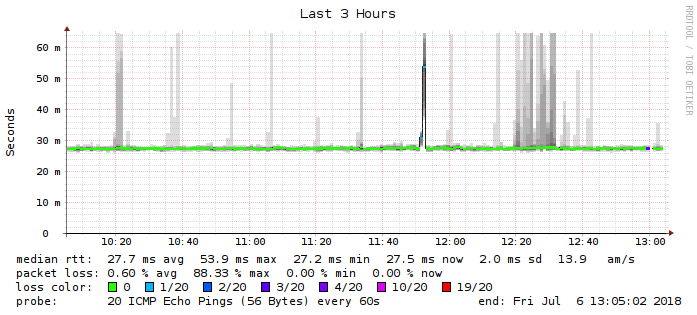 Last 3 Hours
RRDTOOL / TOBI OETIKER
Seconds
60 m
50 m
40 m
30 m
20 m
10 m
0
10:20 10:40 11:00 11:20 11:40 12:00 12:20 12:40 13:00
median rtt: 27.7 ms avg 53.9 ms max 27.2 ms min 27.5 ms now 2.0 ms sd 13.9 am/s
packet loss: 0.60 % avg 88.33 % max 0.00 % min 0.00 % now
loss color: 0 1/20 2/20 3/20 4/20 10/20 19/20
probe: 20 ICMP Echo Pings (56 Bytes) every 60s end: Fri Jul 6 13:05:02 2018